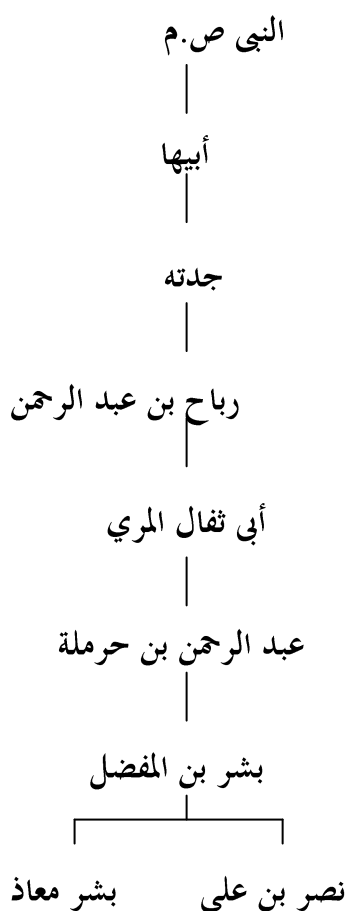 النبى ص.م
أبيها
جدته
رباح بن عبد الرحمن
أبى ثفال المري
عبد الرحمن بن حرملة
بشر بن المفضل
نصر بن على بشر معاذ